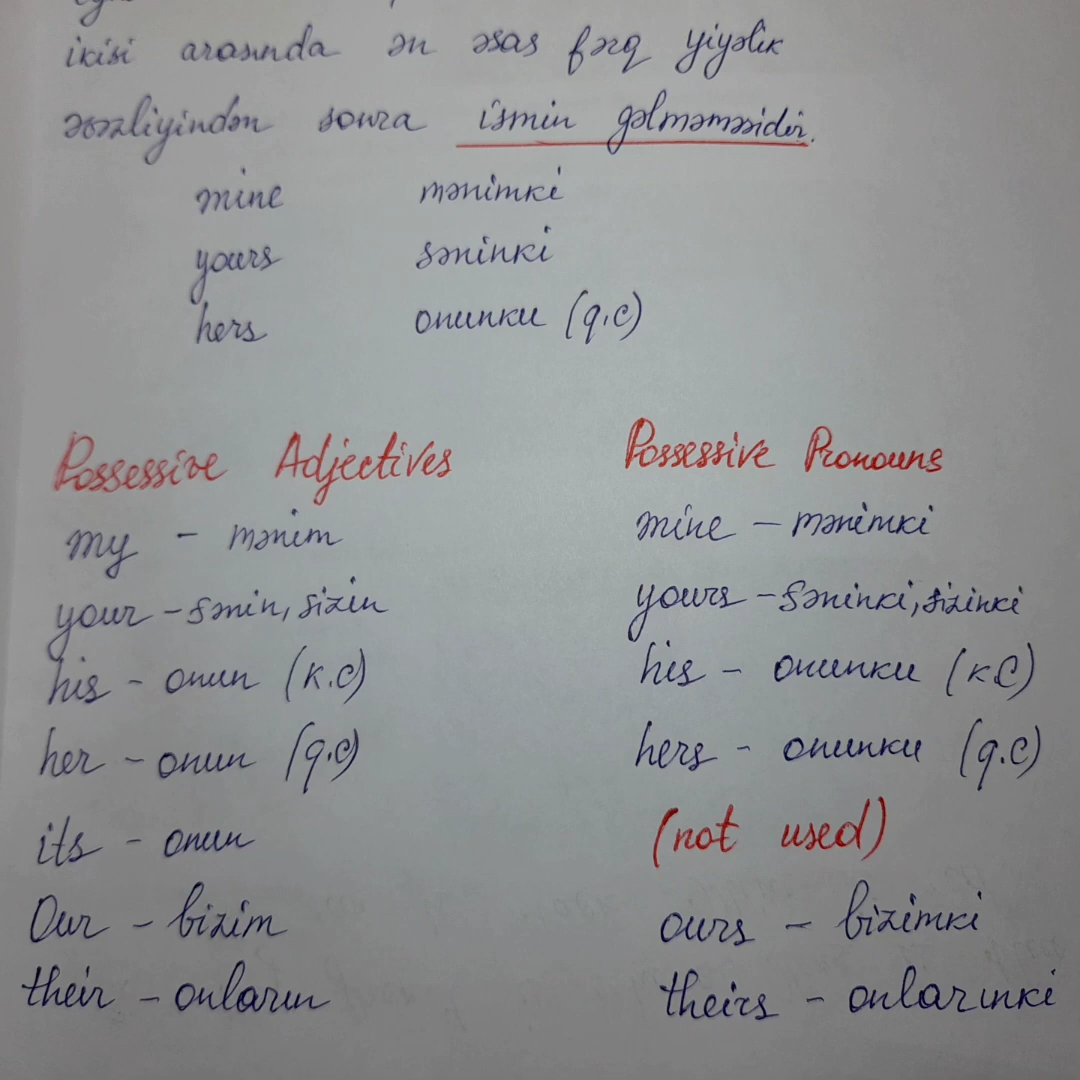 ikisi arasında ən əsas fərq yiyəlik
əvəzliyindən sonra ismin gəlməməsidir.
mine mənimki
yours səninki
hers onunku (q.c)
Possessive Adjectives Possessive Pronouns
my - mənim mine - mənimki
your - sənin, sizin yours - səninki, sizinki
his - onun (k.c) his - onunku (k.c)
her - onun (q.c) hers - onunku (q.c)
its - onun (not used)
Our - bizim ours - bizimki
their - onların theirs - onlarınki